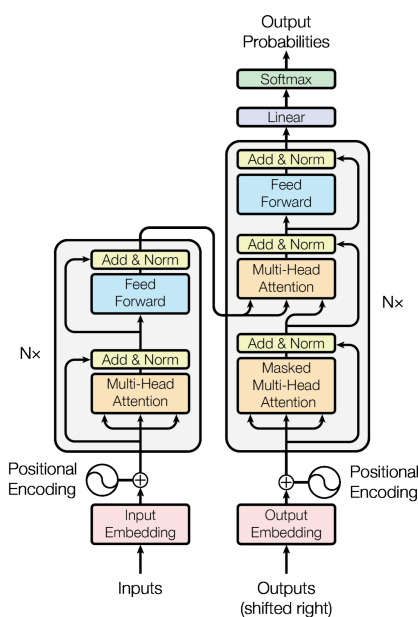 Output
Probabilities
Softmax
Linear
Add & Norm
Feed
Forward
Add & Norm
Multi-Head
Attention
Nx
Add & Norm
Masked
Multi-Head
Attention
Positional
Encoding
Output
Embedding
Outputs
(shifted right)
Add & Norm
Feed
Forward
Nx
Add & Norm
Multi-Head
Attention
Positional
Encoding
Input
Embedding
Inputs